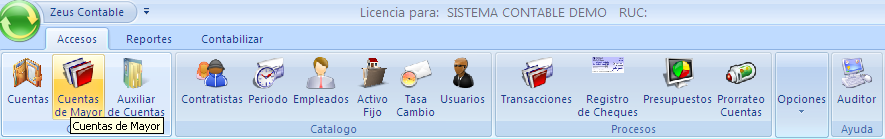 Zeus Contable
Licencia para: SISTEMA CONTABLE DEMO RUC:
Accesos Reportes Contabilizar
Cuentas
Cuentas
de Mayor
Auxiliar
de Cuentas
Cuentas de Mayor
Contratistas
Periodo
Empleados
Activo
Fijo
Tasa
Cambio
Usuarios
Catalogo
Transacciones
Registro
de Cheques
Presupuestos
Prorrateo
Cuentas
Procesos
Opciones
Auditor
Ayuda